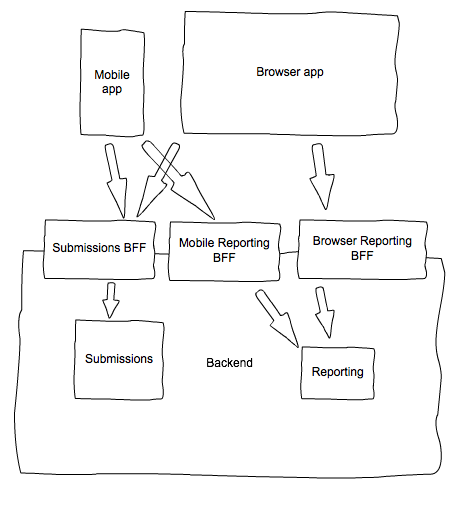 Mobile
app
Browser app
Submissions BFF
Mobile Reporting
BFF
Browser Reporting
BFF
Submissions
Backend
Reporting